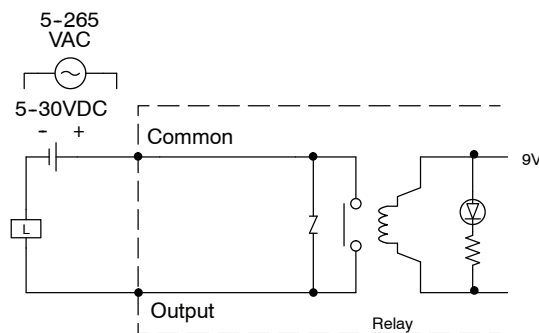 5-265
VAC
5-30VDC
- +
Common
9V
L
Output
Relay